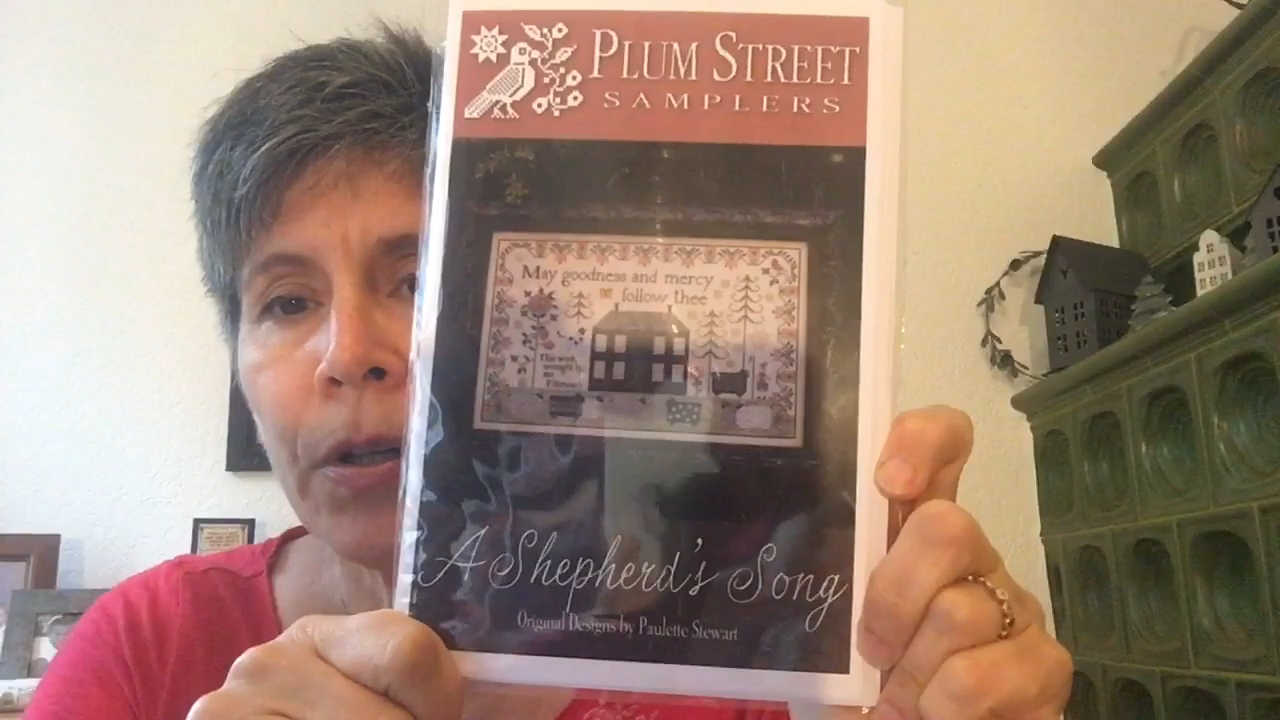 PLUM STREET
SAMPLERS
May goodness and mercy
follow thee
A Shepherd's Song
Original Designs by Paulette Stewart